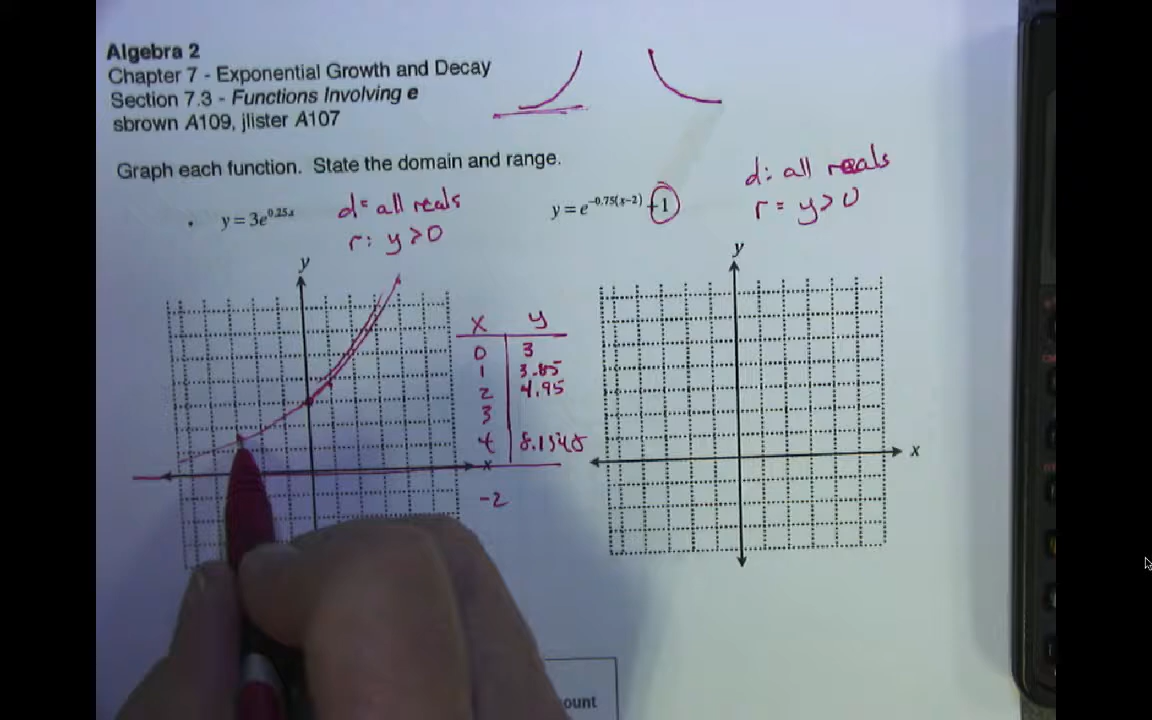 Algebra 2
Chapter 7 - Exponential Growth and Decay
Section 7.3 - Functions Involving e
sbrown A109, jlister A107
Graph each function. State the domain and range.
y = 3e^{0.25x}
d= all reals
r: y > 0
y = e^{-0.75(x-2)} + 1
d: all reals
r = y > 0
y
x y
0 3
1 3.85
2 4.95
3
4 8.1548
x
-2
y
x
ount